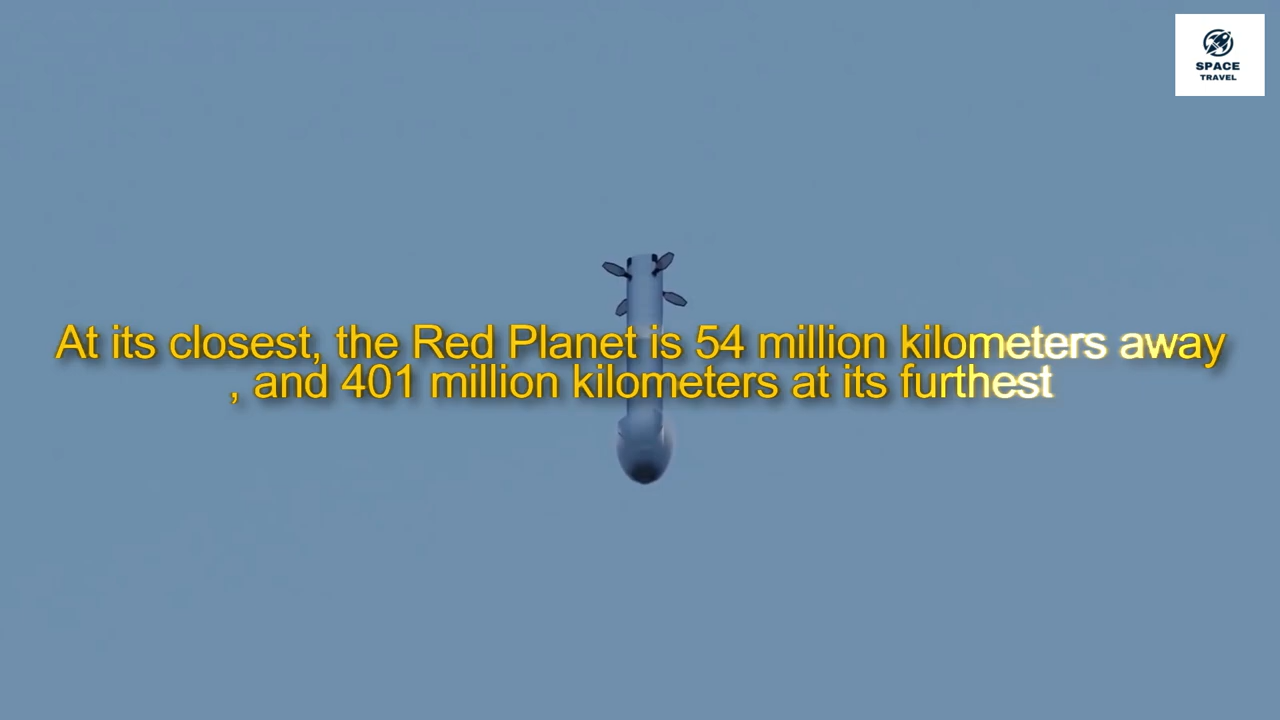 SPACE
TRAVEL
At its closest, the Red Planet is 54 million kilometers away
, and 401 million kilometers at its furthest